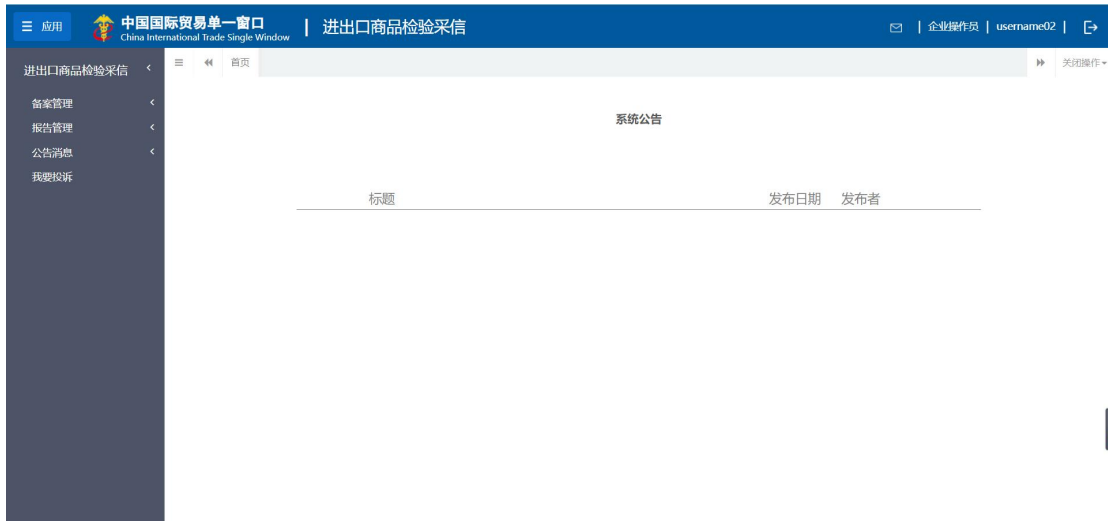 应用
中国国际贸易单一窗口
China International Trade Single Window
进出口商品检验采信
企业操作员 | username02 |
进出口商品检验采信
首页
关闭操作
备案管理
报告管理
公告消息
我要投诉
系统公告
标题 发布日期 发布者